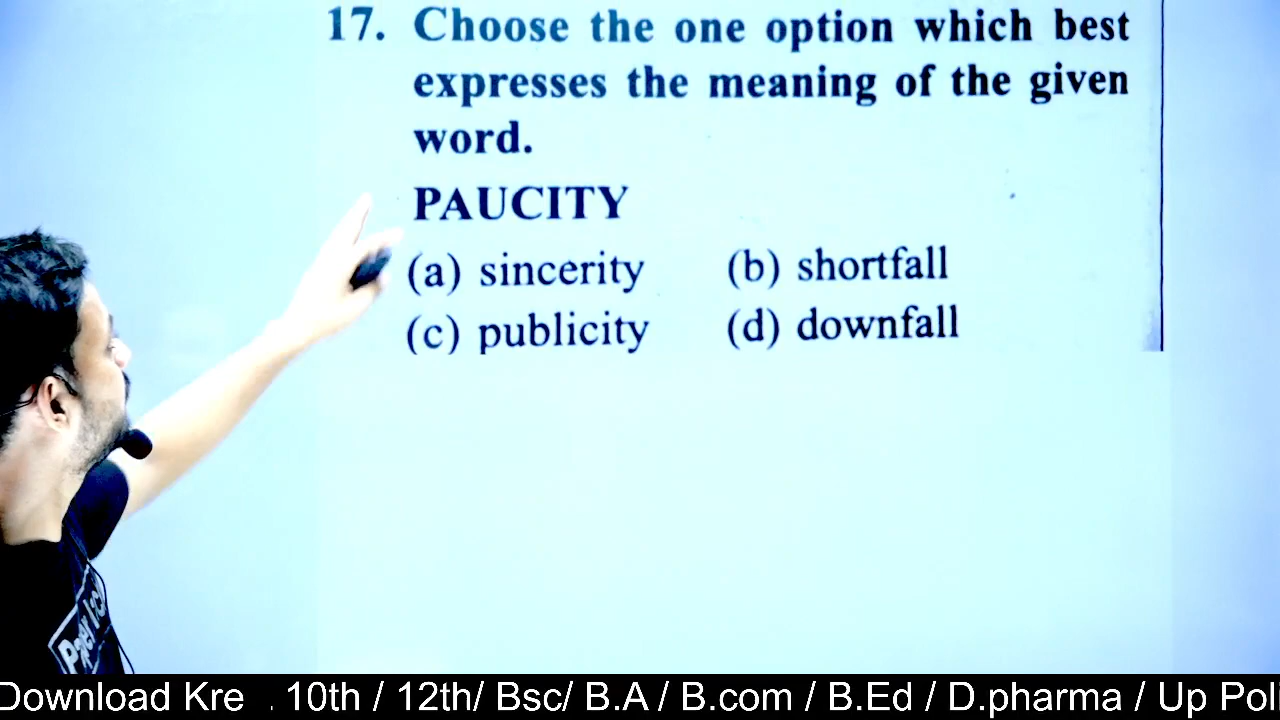 17. Choose the one option which best
expresses the meaning of the given
word.
PAUCITY
(a) sincerity (b) shortfall
(c) publicity (d) downfall
Download Kre . 10th / 12th/ Bsc/ B.A / B.com / B.Ed / D.pharma / Up Pol